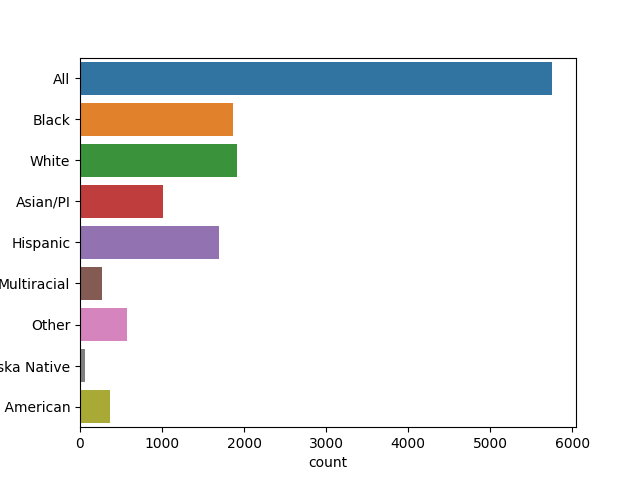 All
Black
White
Asian/PI
Hispanic
Multiracial
Other
ska Native
American
0 1000 2000 3000 4000 5000 6000
count